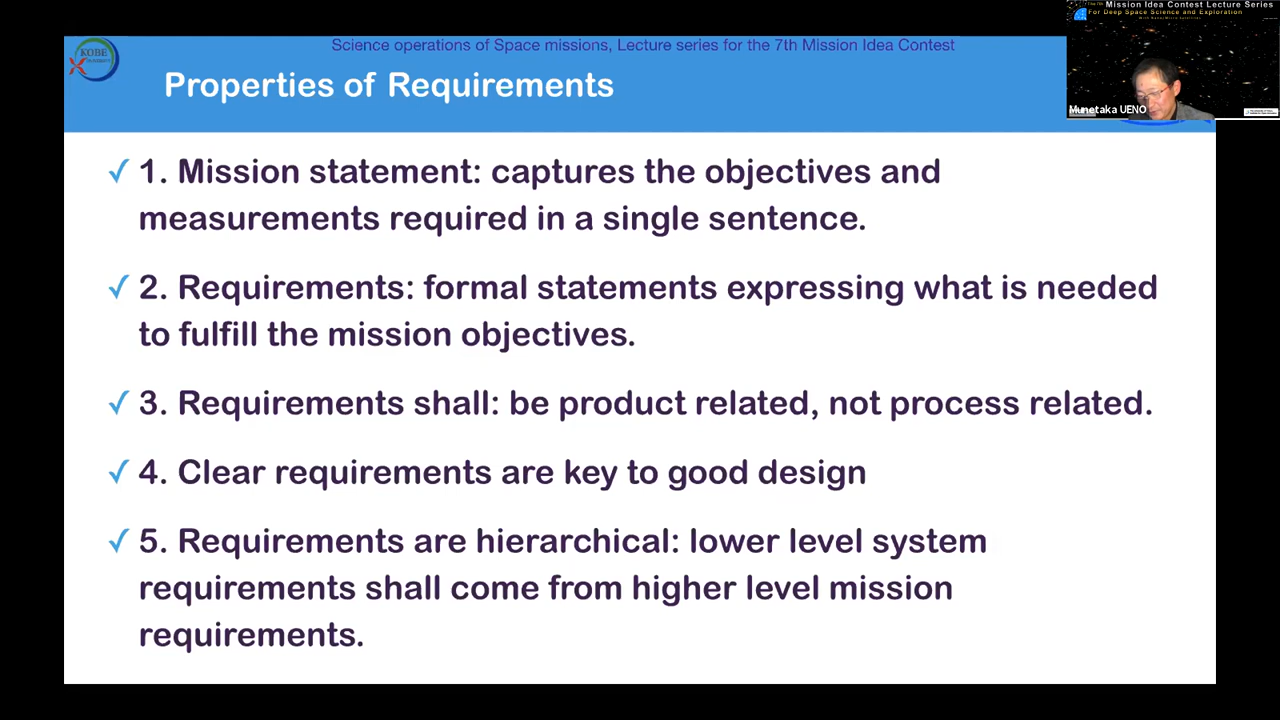 Science operations of Space missions, Lecture series for the 7th Mission Idea Contest
KOBE
Properties of Requirements
Mission Idea Contest Lecture Series
For Deep Space Science and Exploration
Munetaka UENO
✓ 1. Mission statement: captures the objectives and
measurements required in a single sentence.
✓ 2. Requirements: formal statements expressing what is needed
to fulfill the mission objectives.
✓ 3. Requirements shall: be product related, not process related.
✓ 4. Clear requirements are key to good design
✓ 5. Requirements are hierarchical: lower level system
requirements shall come from higher level mission
requirements.